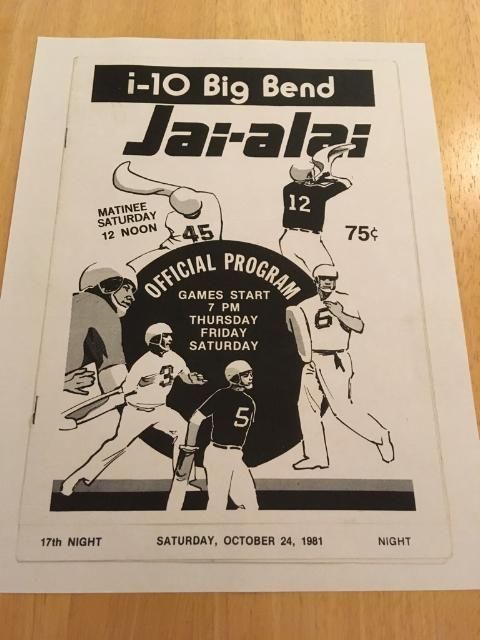 i-10 Big Bend
Jai-alai
MATINEE
SATURDAY
12 NOON
45
12
75¢
OFFICIAL PROGRAM
GAMES START
7 PM
THURSDAY
FRIDAY
SATURDAY
6
3
5
17th NIGHT
SATURDAY, OCTOBER 24, 1981
NIGHT